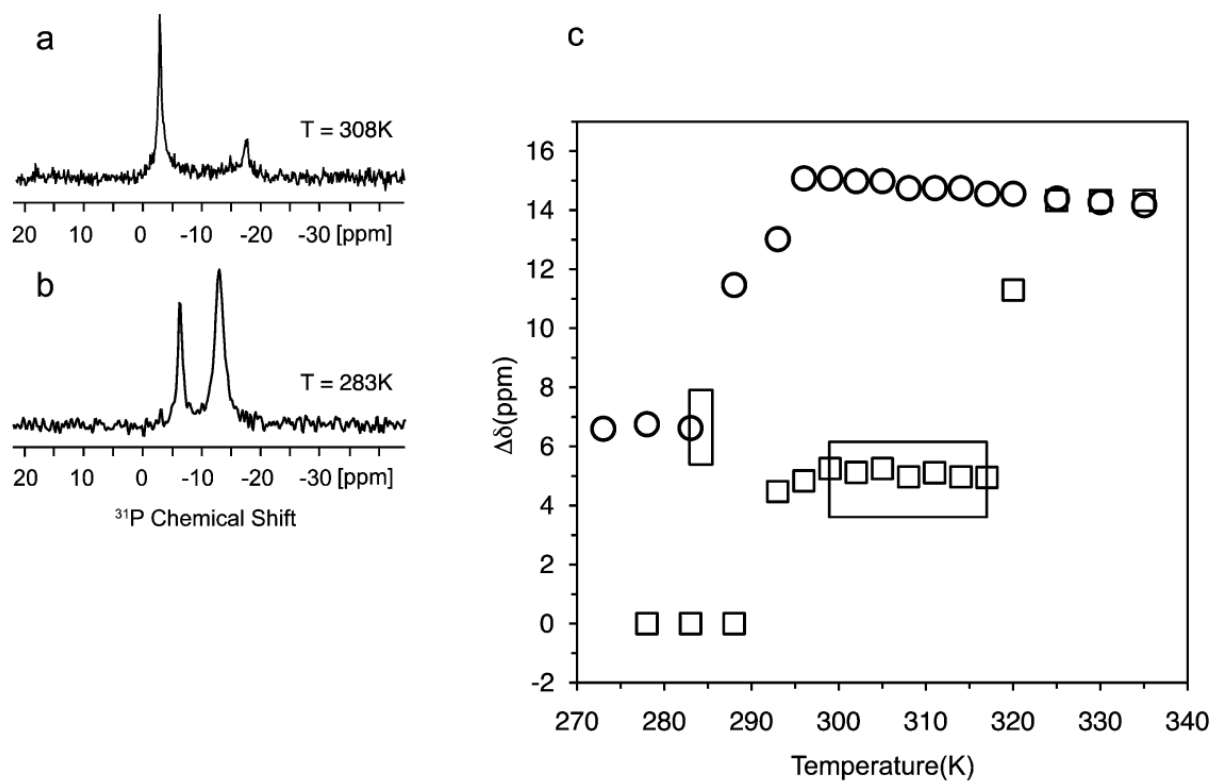 a
T = 308K
20 10 0 -10 -20 -30 [ppm]
b
T = 283K
20 10 0 -10 -20 -30 [ppm]
³¹P Chemical Shift
c
16
14
12
10
8
6
4
2
0
-2
Δδ(ppm)
270 280 290 300 310 320 330 340
Temperature(K)